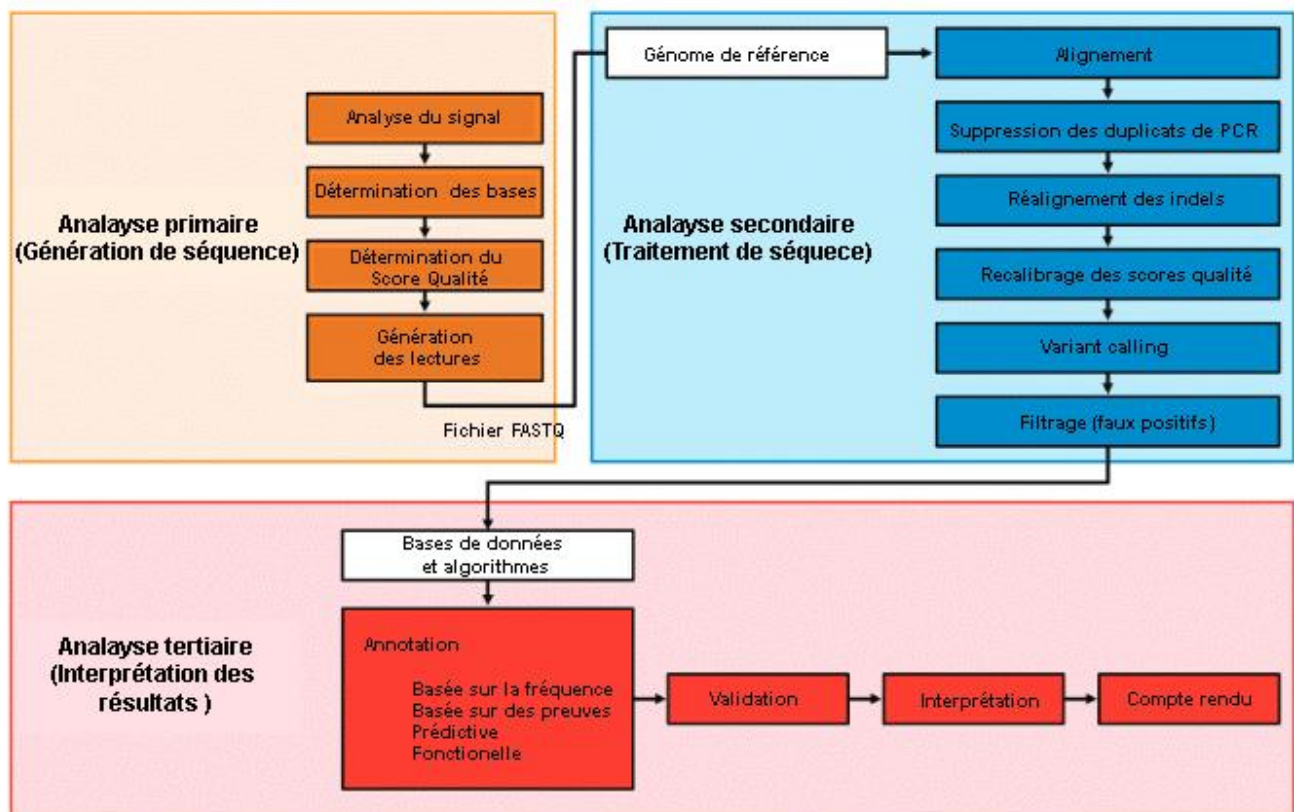 Analayse primaire
(Génération de séquence)
Analyse du signal
Détermination des bases
Détermination du
Score Qualité
Génération
des lectures
Fichier FASTQ
Analayse secondaire
(Traitement de séquece)
Génome de référence
Alignement
Suppression des duplicats de PCR
Réalignement des indels
Recalibrage des scores qualité
Variant calling
Filtrage (faux positifs)
Analayse tertiaire
(Interprétation des
résultats )
Bases de données
et algorithmes
Annotation
Basée sur la fréquence
Basée sur des preuves
Prédictive
Fonctionelle
Validation
Interprétation
Compte rendu